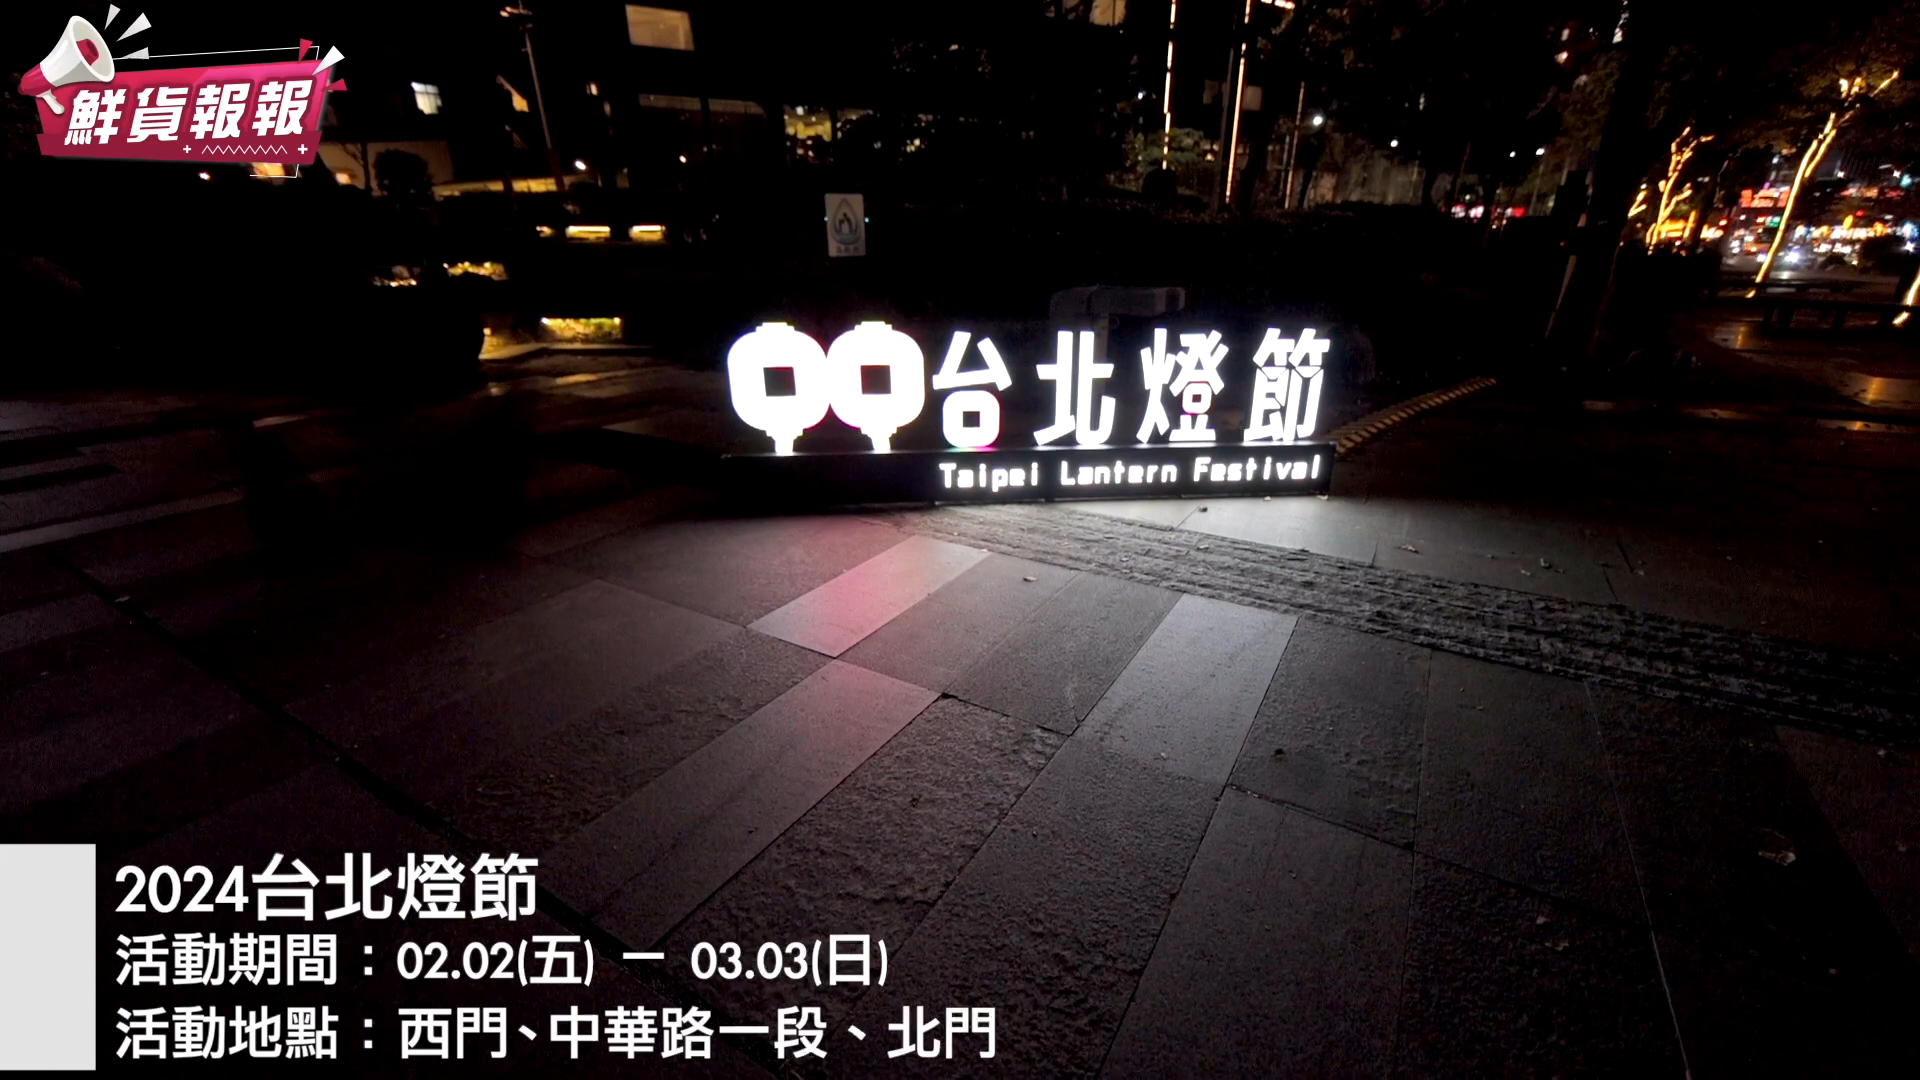 鮮貨報報
台北燈節
Taipei Lantern Festival
2024台北燈節
活動期間：02.02(五) － 03.03(日)
活動地點：西門、中華路一段、北門